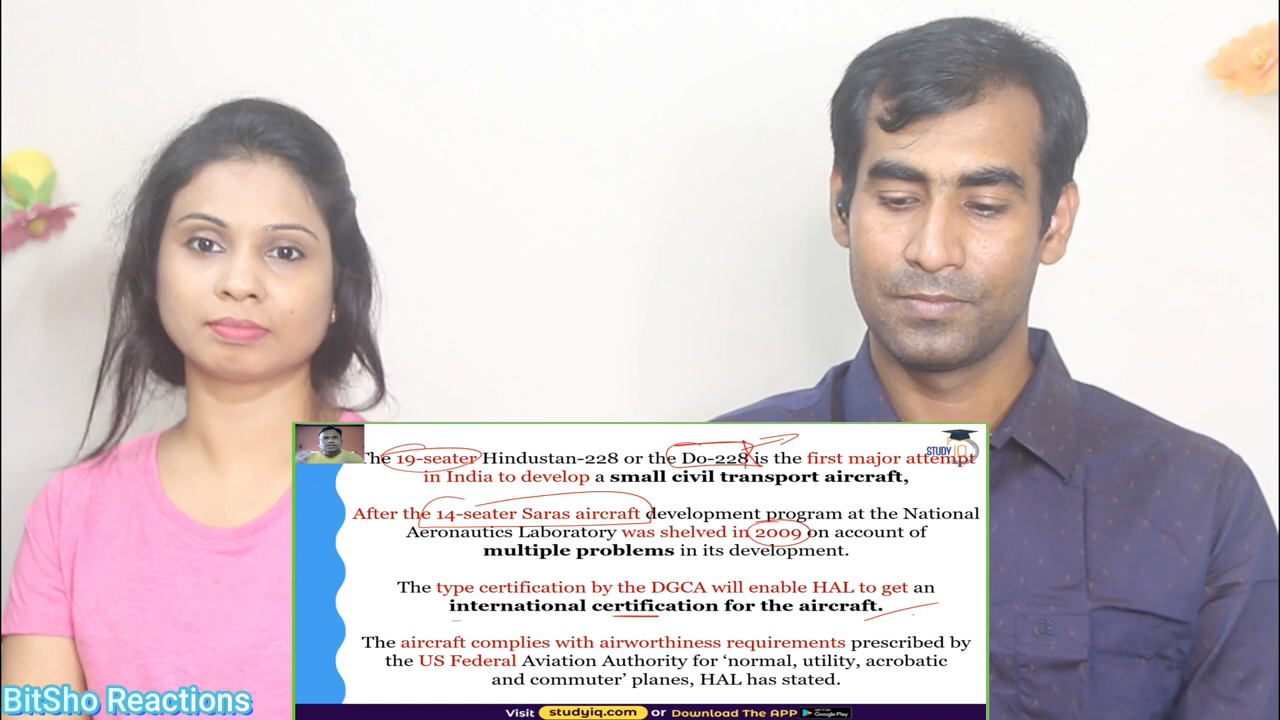 The 19-seater Hindustan-228 or the Do-228 is the first major attempt
in India to develop a small civil transport aircraft,
STUDY IQ
After the 14-seater Saras aircraft development program at the National
Aeronautics Laboratory was shelved in 2009 on account of
multiple problems in its development.
The type certification by the DGCA will enable HAL to get an
international certification for the aircraft.
The aircraft complies with airworthiness requirements prescribed by
the US Federal Aviation Authority for ‘normal, utility, acrobatic
and commuter’ planes, HAL has stated.
BitSho Reactions
Visit studyiq.com or Download The APP Google Play